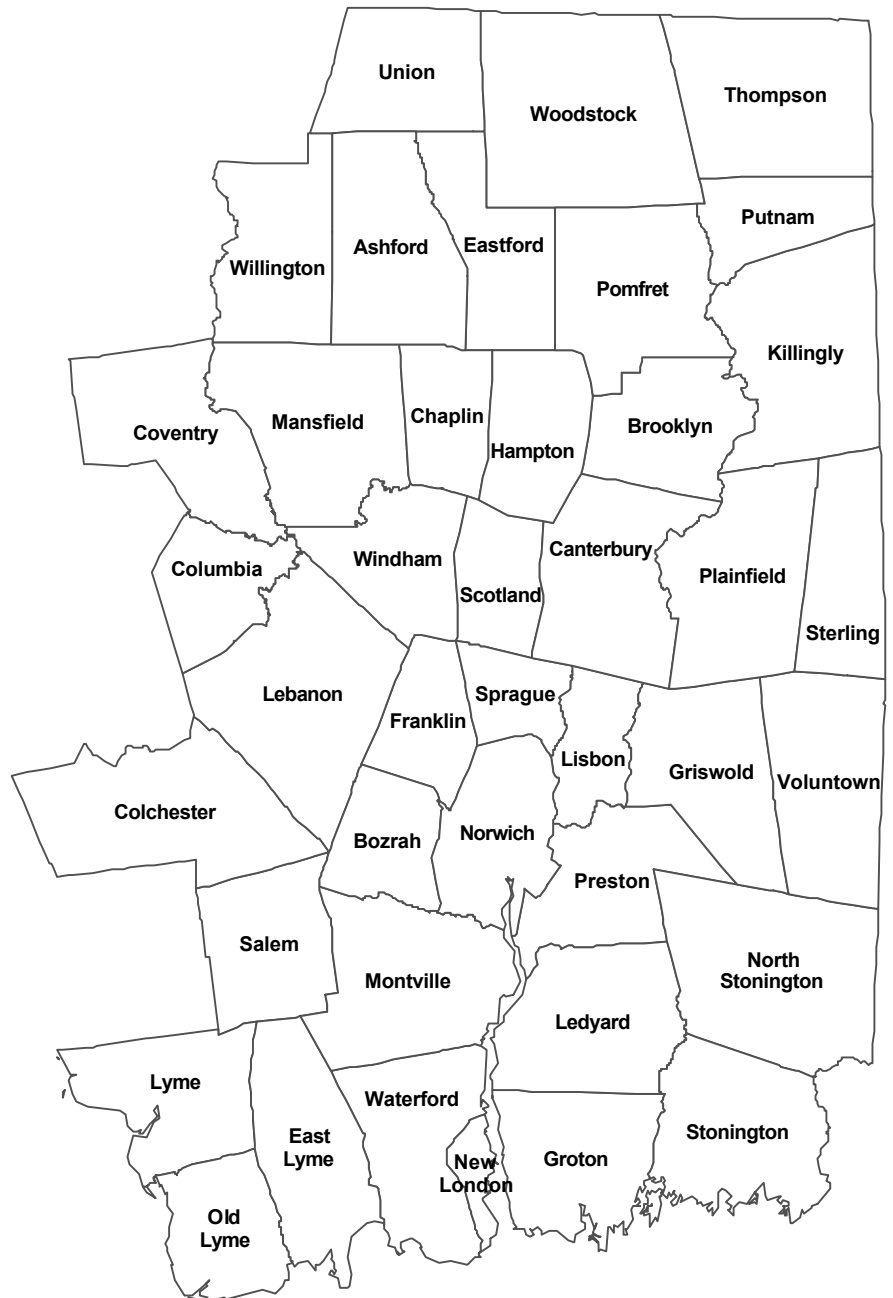 Union
Woodstock
Thompson
Putnam
Willington
Ashford
Eastford
Pomfret
Killingly
Coventry
Mansfield
Chaplin
Hampton
Brooklyn
Columbia
Windham
Scotland
Canterbury
Plainfield
Sterling
Lebanon
Franklin
Sprague
Lisbon
Griswold
Voluntown
Colchester
Bozrah
Norwich
Preston
Salem
Montville
Ledyard
North
Stonington
Lyme
East
Lyme
Waterford
New
London
Groton
Stonington
Old
Lyme